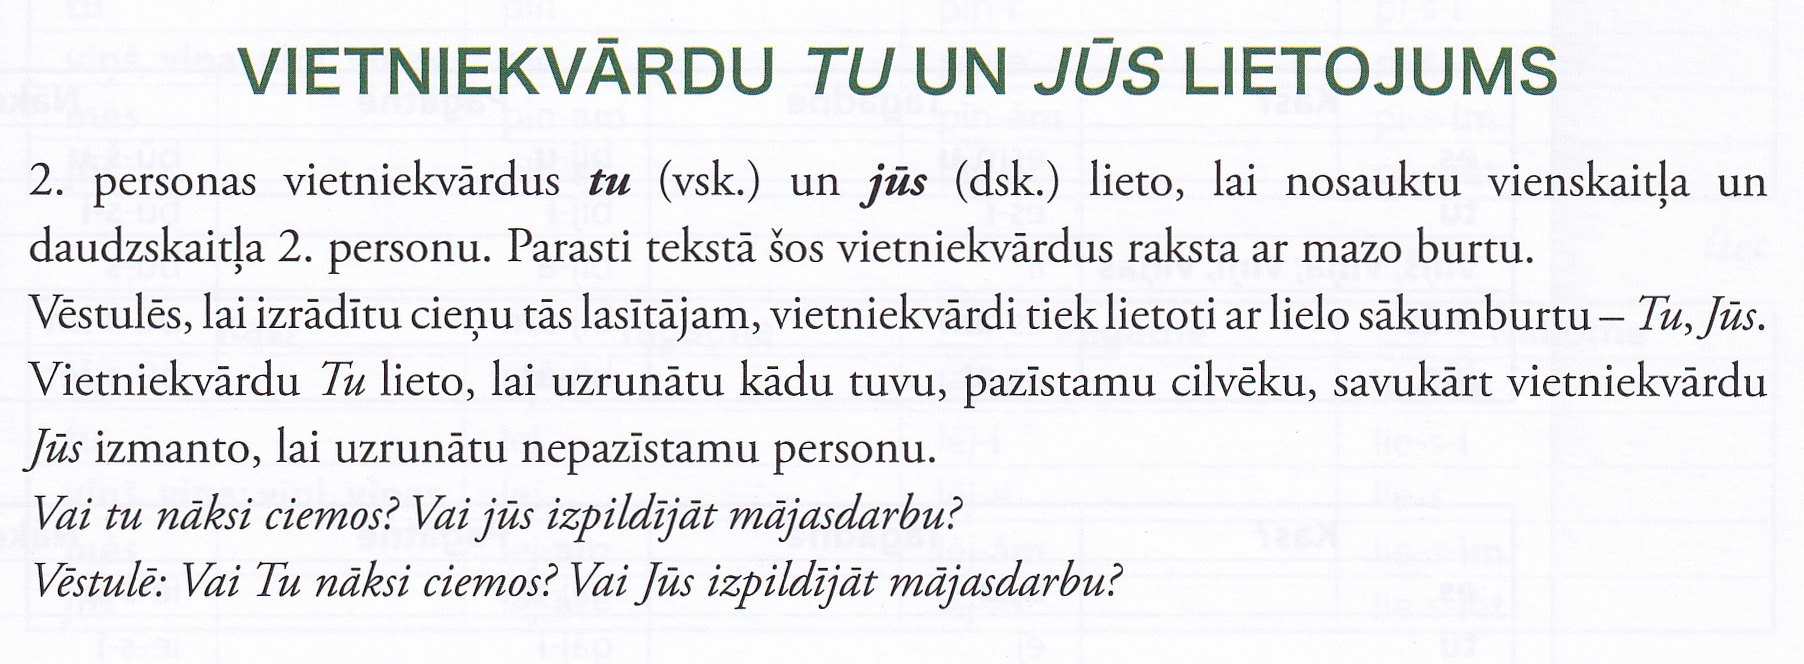 VIETNIEKVĀRDU TU UN JŪS LIETOJUMS
2. personas vietniekvārdus tu (vsk.) un jūs (dsk.) lieto, lai nosauktu vienskaitļa un
daudzskaitļa 2. personu. Parasti tekstā šos vietniekvārdus raksta ar mazo burtu.
Vēstulēs, lai izrādītu cieņu tās lasītājam, vietniekvārdi tiek lietoti ar lielo sākumburtu – Tu, Jūs.
Vietniekvārdu Tu lieto, lai uzrunātu kādu tuvu, pazīstamu cilvēku, savukārt vietniekvārdu
Jūs izmanto, lai uzrunātu nepazīstamu personu.
Vai tu nāksi ciemos? Vai jūs izpildījāt mājasdarbu?
Vēstulē: Vai Tu nāksi ciemos? Vai Jūs izpildījāt mājasdarbu?